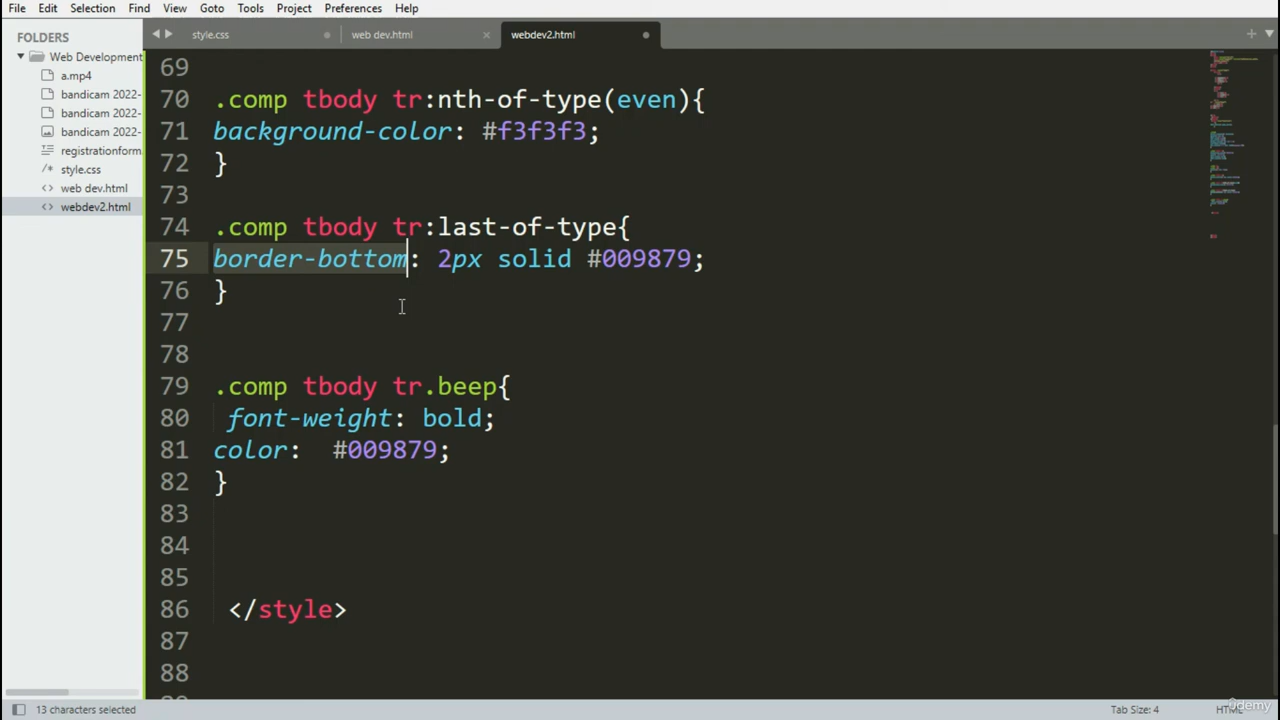 File Edit Selection Find View Goto Tools Project Preferences Help
FOLDERS
Web Development
a.mp4
bandicam 2022-
bandicam 2022-
bandicam 2022-
registrationform
style.css
web dev.html
webdev2.html
style.css
web dev.html
webdev2.html
69
70 .comp tbody tr:nth-of-type(even){
71 background-color: #f3f3f3;
72 }
73
74 .comp tbody tr:last-of-type{
75 border-bottom: 2px solid #009879;
76 }
77
78
79 .comp tbody tr.beep{
80 font-weight: bold;
81 color:  #009879;
82 }
83
84
85
86 </style>
87
88
13 characters selected
Tab Size: 4
HTML
Udemy